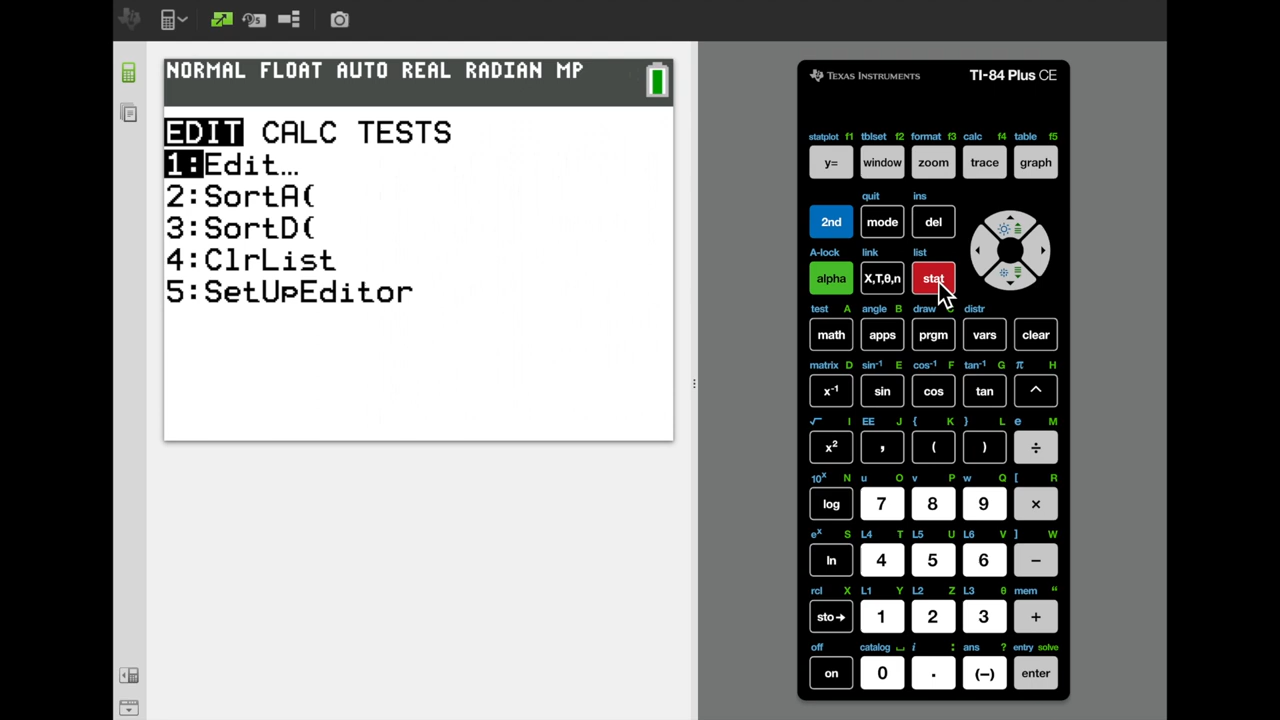 NORMAL FLOAT AUTO REAL RADIAN MP
EDIT CALC TESTS
1:Edit…
2:SortA(
3:SortD(
4:ClrList
5:SetUpEditor
TEXAS INSTRUMENTS TI-84 Plus CE
statplot f1 tblset f2 format f3 calc f4 table f5
y= window zoom trace graph
quit ins
2nd mode del
A-lock link list
alpha X,T,θ,n stat
test A angle B draw C distr
math apps prgm vars clear
matrix D sin⁻¹ E cos⁻¹ F tan⁻¹ G π H
x⁻¹ sin cos tan ^
√ I EE J { K } L e M
x² , ( ) ÷
10ˣ N u O v P w Q [ R
log 7 8 9 ×
eˣ S L4 T L5 U L6 V ] W
ln 4 5 6 −
rcl X L1 Y L2 Z L3 θ mem “
sto→ 1 2 3 +
off catalog ⎵ i : ans ? entry solve
on 0 . (−) enter